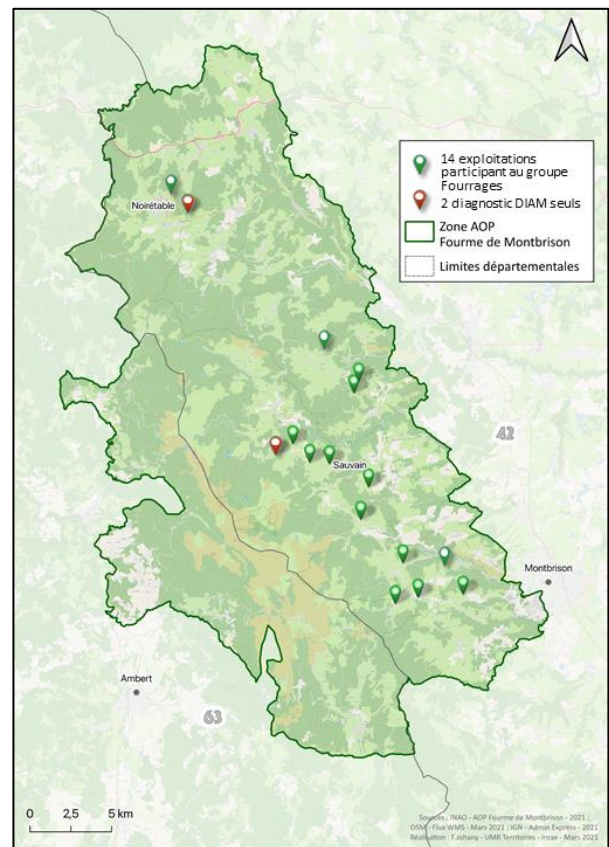 14 exploitations
participant au groupe
Fourrages
2 diagnostic DIAM seuls
Zone AOP
Fourme de Montbrison
Limites départementales
Noirétable
42
Sauvain
Montbrison
Ambert
63
0 2,5 5 km
Sources : INAO - AOP Fourme de Montbrison - 2021 ;
OSM - Flux WMS - Mars 2021 ; IGN - Admin Express - 2021
Réalisation : F.Johany - UMR Territoires - Inrae - Mars 2021